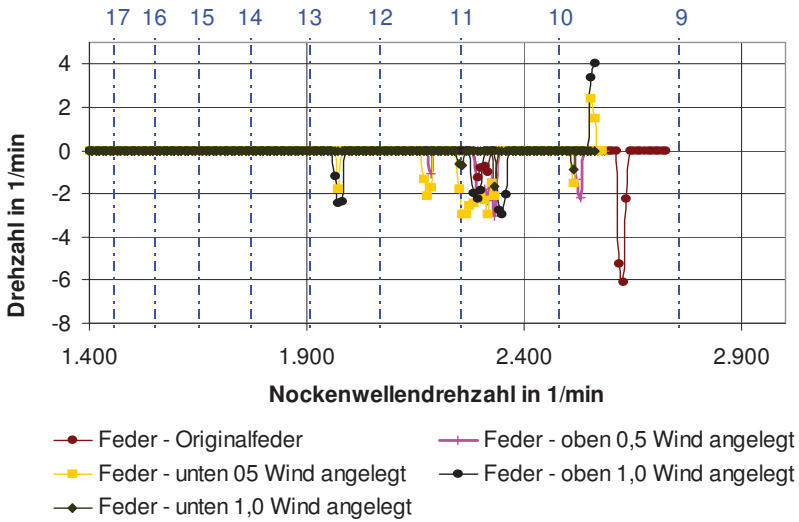 17 16 15 14 13 12 11 10 9
4
2
0
-2
-4
-6
-8
Drehzahl in 1/min
1.400 1.900 2.400 2.900
Nockenwellendrehzahl in 1/min
Feder - Originalfeder
Feder - oben 0,5 Wind angelegt
Feder - unten 05 Wind angelegt
Feder - oben 1,0 Wind angelegt
Feder - unten 1,0 Wind angelegt